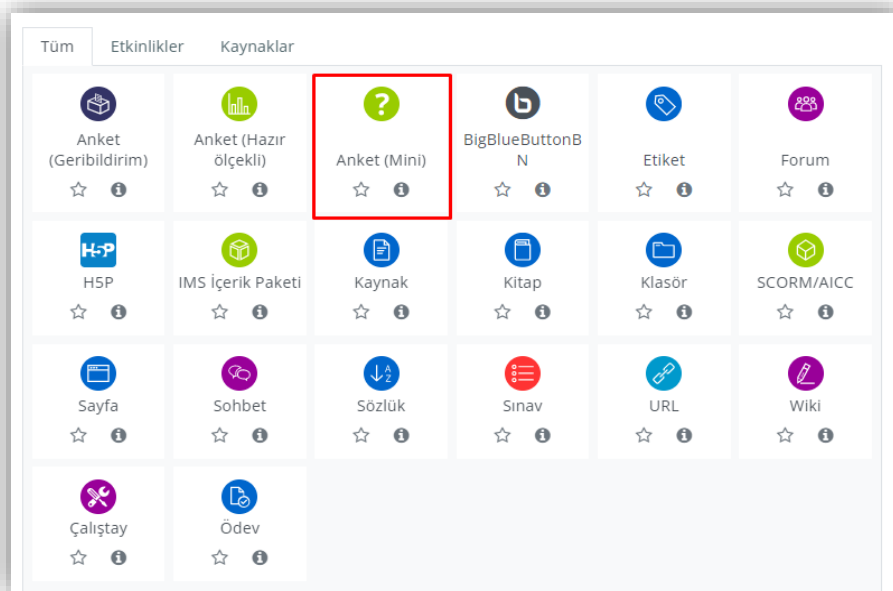 Tüm Etkinlikler Kaynaklar
Anket
(Geribildirim)
Anket (Hazır
ölçekli)
?
Anket (Mini)
b
BigBlueButtonB
N
Etiket
Forum
H5P
H5P
IMS İçerik Paketi
Kaynak
Kitap
Klasör
SCORM/AICC
Sayfa
Sohbet
A
Z
Sözlük
Sınav
URL
Wiki
Çalıştay
Ödev